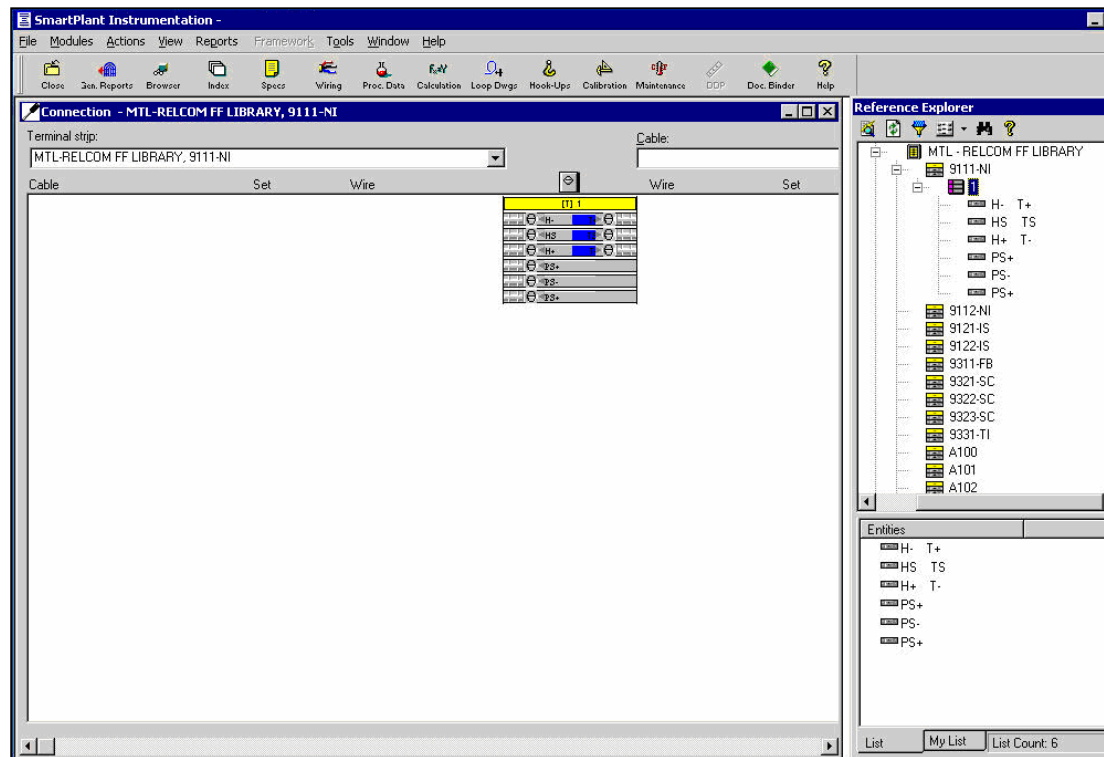 SmartPlant Instrumentation -
File Modules Actions View Reports Framework Tools Window Help
Close Gen. Reports Browser Index Specs Wiring Proc. Data Calculation Loop Dwgs Hook-Ups Calibration Maintenance DDP Doc. Binder Help
Connection - MTL-RELCOM FF LIBRARY, 9111-NI
Terminal strip:
Cable:
MTL-RELCOM FF LIBRARY, 9111-NI
Cable Set Wire Wire Set
[T] 1
H-
HS
H+
PS+
PS-
PS+
Reference Explorer
MTL - RELCOM FF LIBRARY
9111-NI
1
H- T+
HS TS
H+ T-
PS+
PS-
PS+
9112-NI
9121-IS
9122-IS
9311-FB
9321-SC
9322-SC
9323-SC
9331-TI
A100
A101
A102
Entities
H- T+
HS TS
H+ T-
PS+
PS-
PS+
List My List List Count: 6